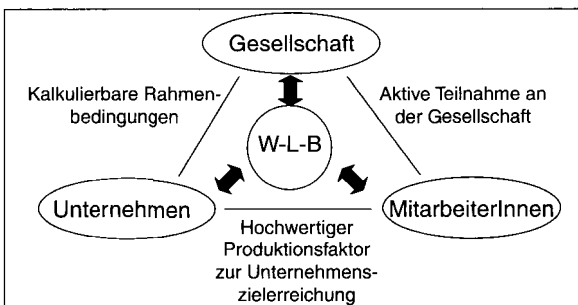 Gesellschaft
Kalkulierbare Rahmen-
bedingungen
Aktive Teilnahme an
der Gesellschaft
W-L-B
Unternehmen
MitarbeiterInnen
Hochwertiger
Produktionsfaktor
zur Unternehmens-
zielerreichung